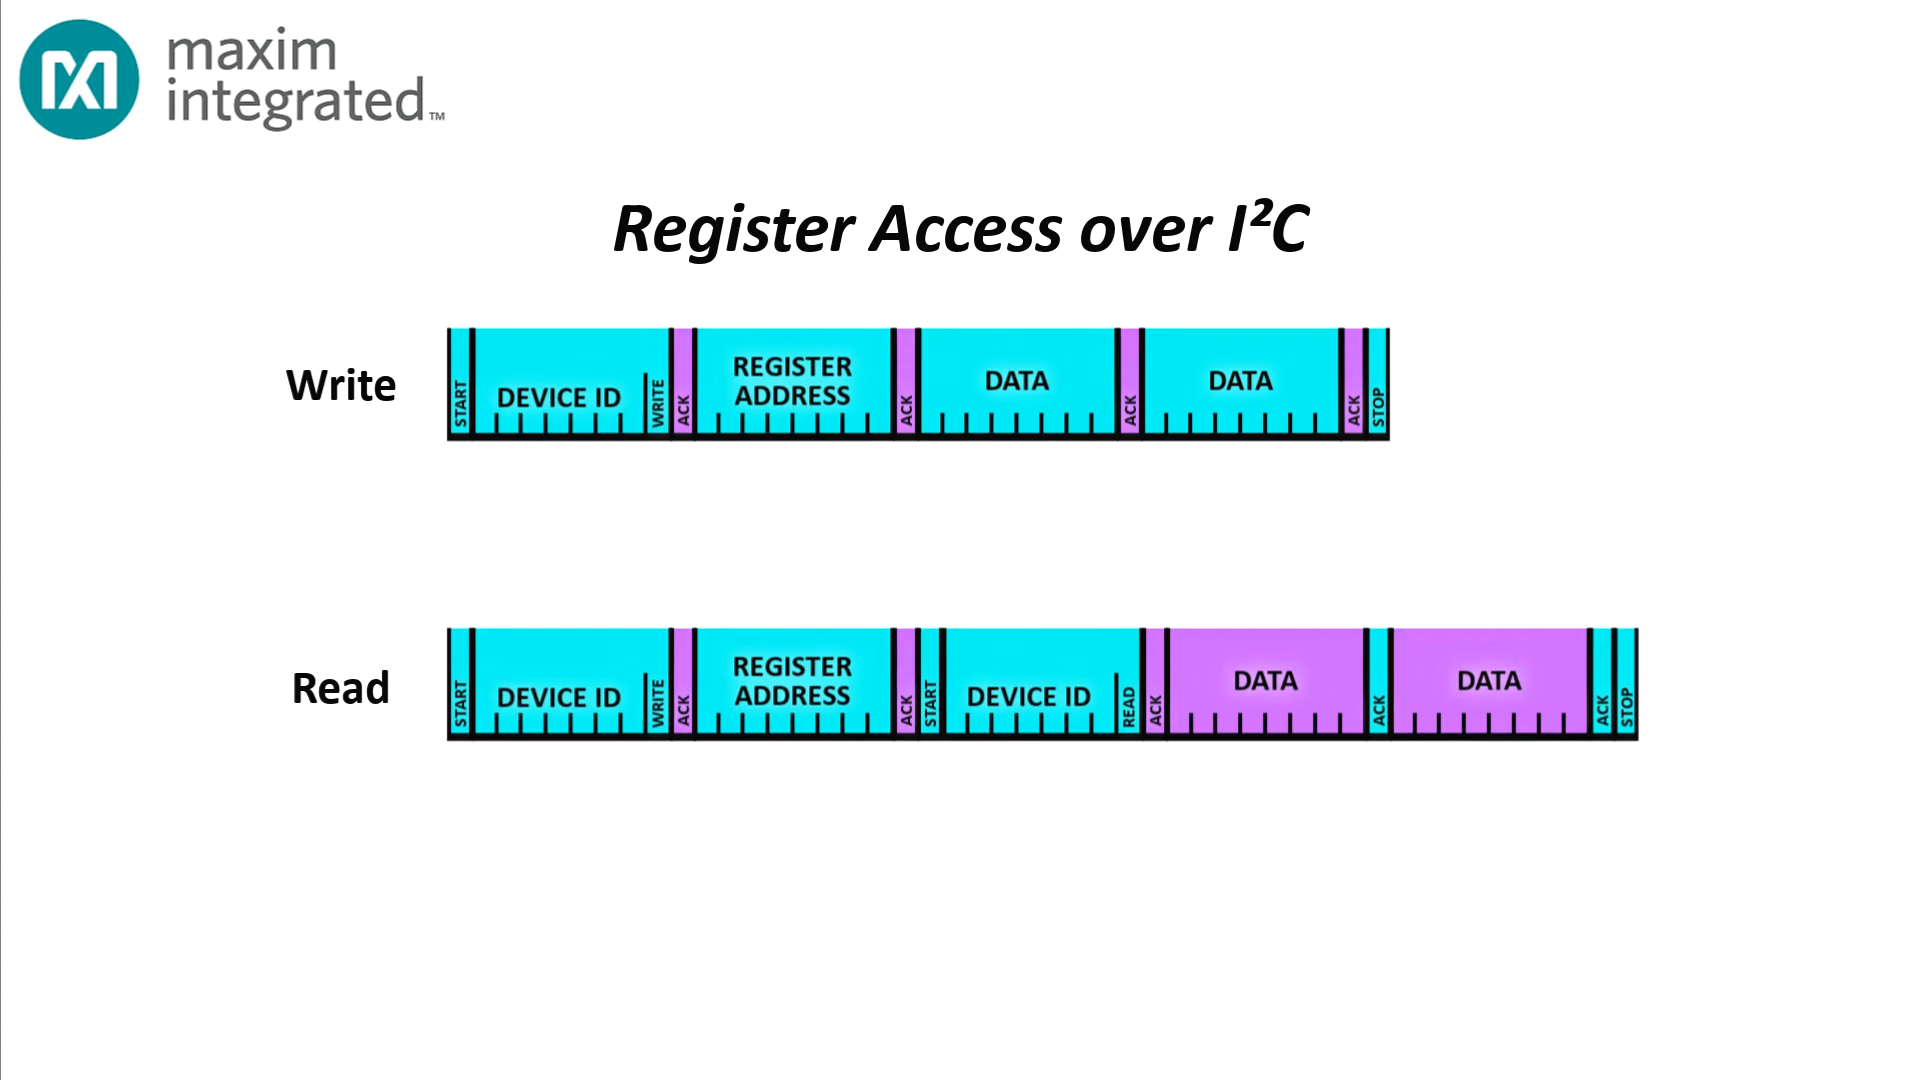 maxim
integrated™
Register Access over I²C
Write
START
DEVICE ID
WRITE
ACK
REGISTER
ADDRESS
ACK
DATA
ACK
DATA
ACK
STOP
Read
START
DEVICE ID
WRITE
ACK
REGISTER
ADDRESS
ACK
START
DEVICE ID
READ
ACK
DATA
ACK
DATA
ACK
STOP